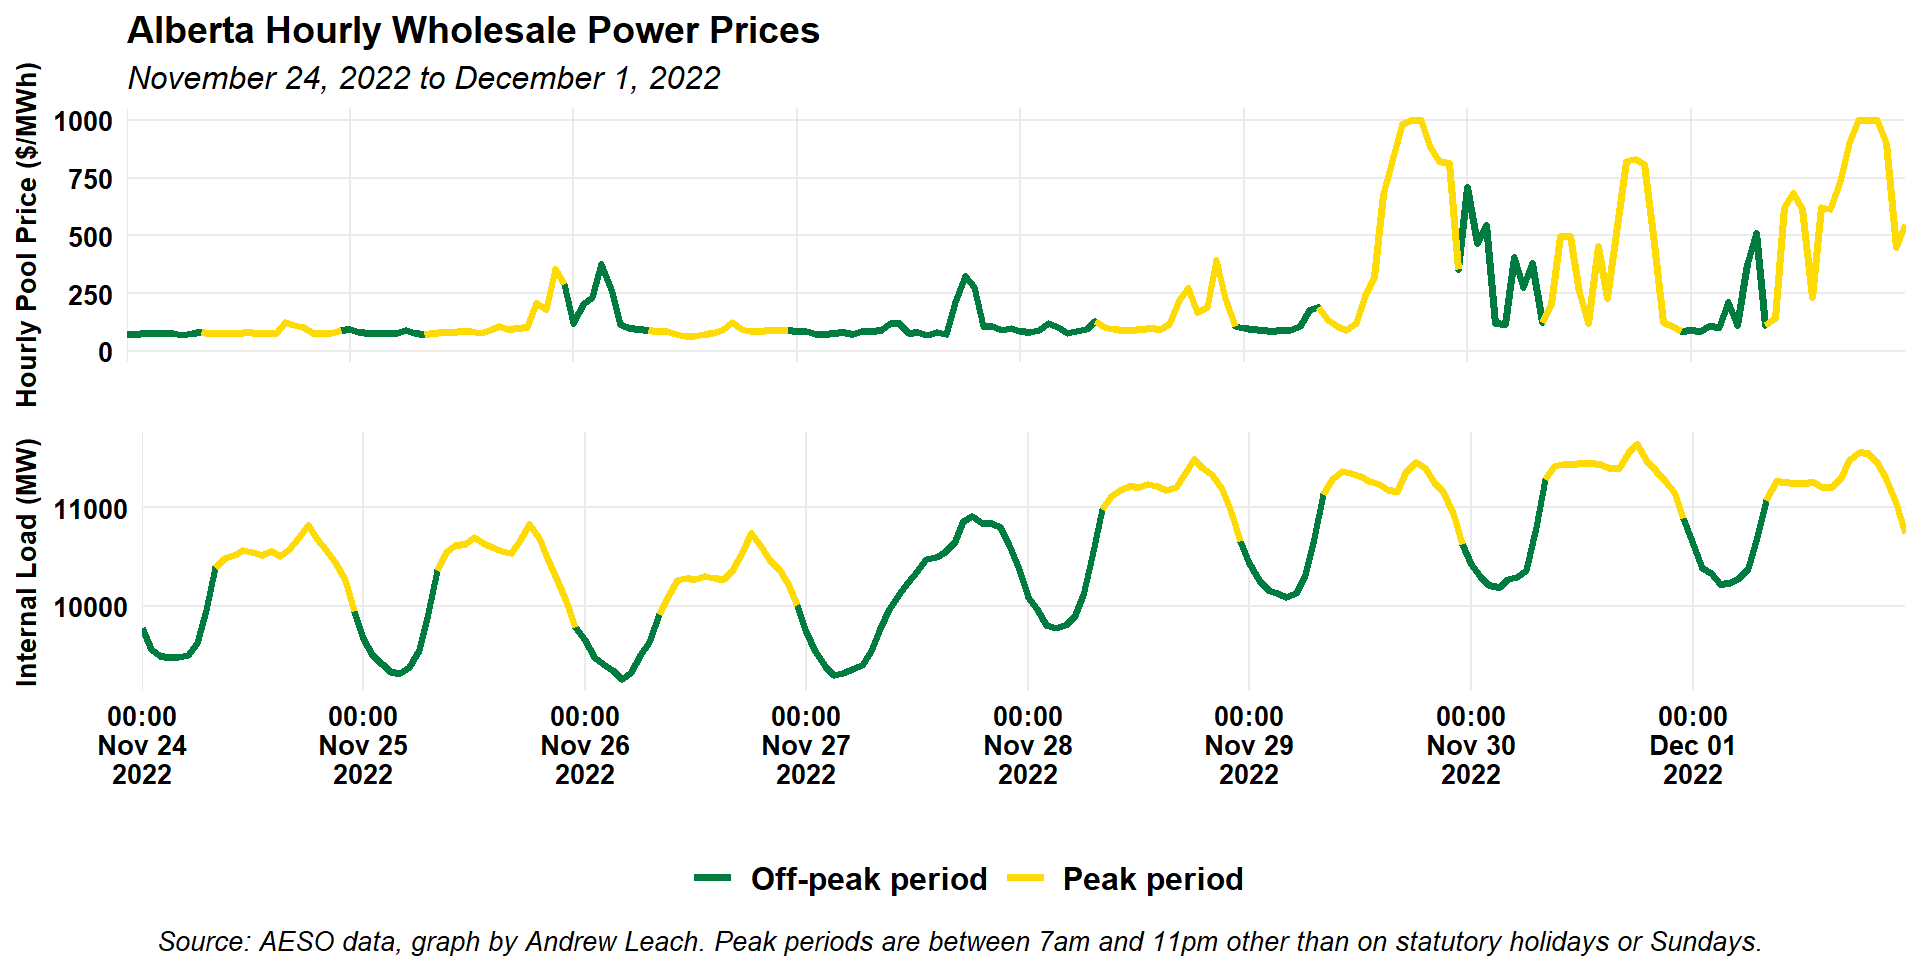 Alberta Hourly Wholesale Power Prices
November 24, 2022 to December 1, 2022
Hourly Pool Price ($/MWh)
1000
750
500
250
0
Internal Load (MW)
11000
10000
00:00
Nov 24
2022
00:00
Nov 25
2022
00:00
Nov 26
2022
00:00
Nov 27
2022
00:00
Nov 28
2022
00:00
Nov 29
2022
00:00
Nov 30
2022
00:00
Dec 01
2022
Off-peak period
Peak period
Source: AESO data, graph by Andrew Leach. Peak periods are between 7am and 11pm other than on statutory holidays or Sundays.